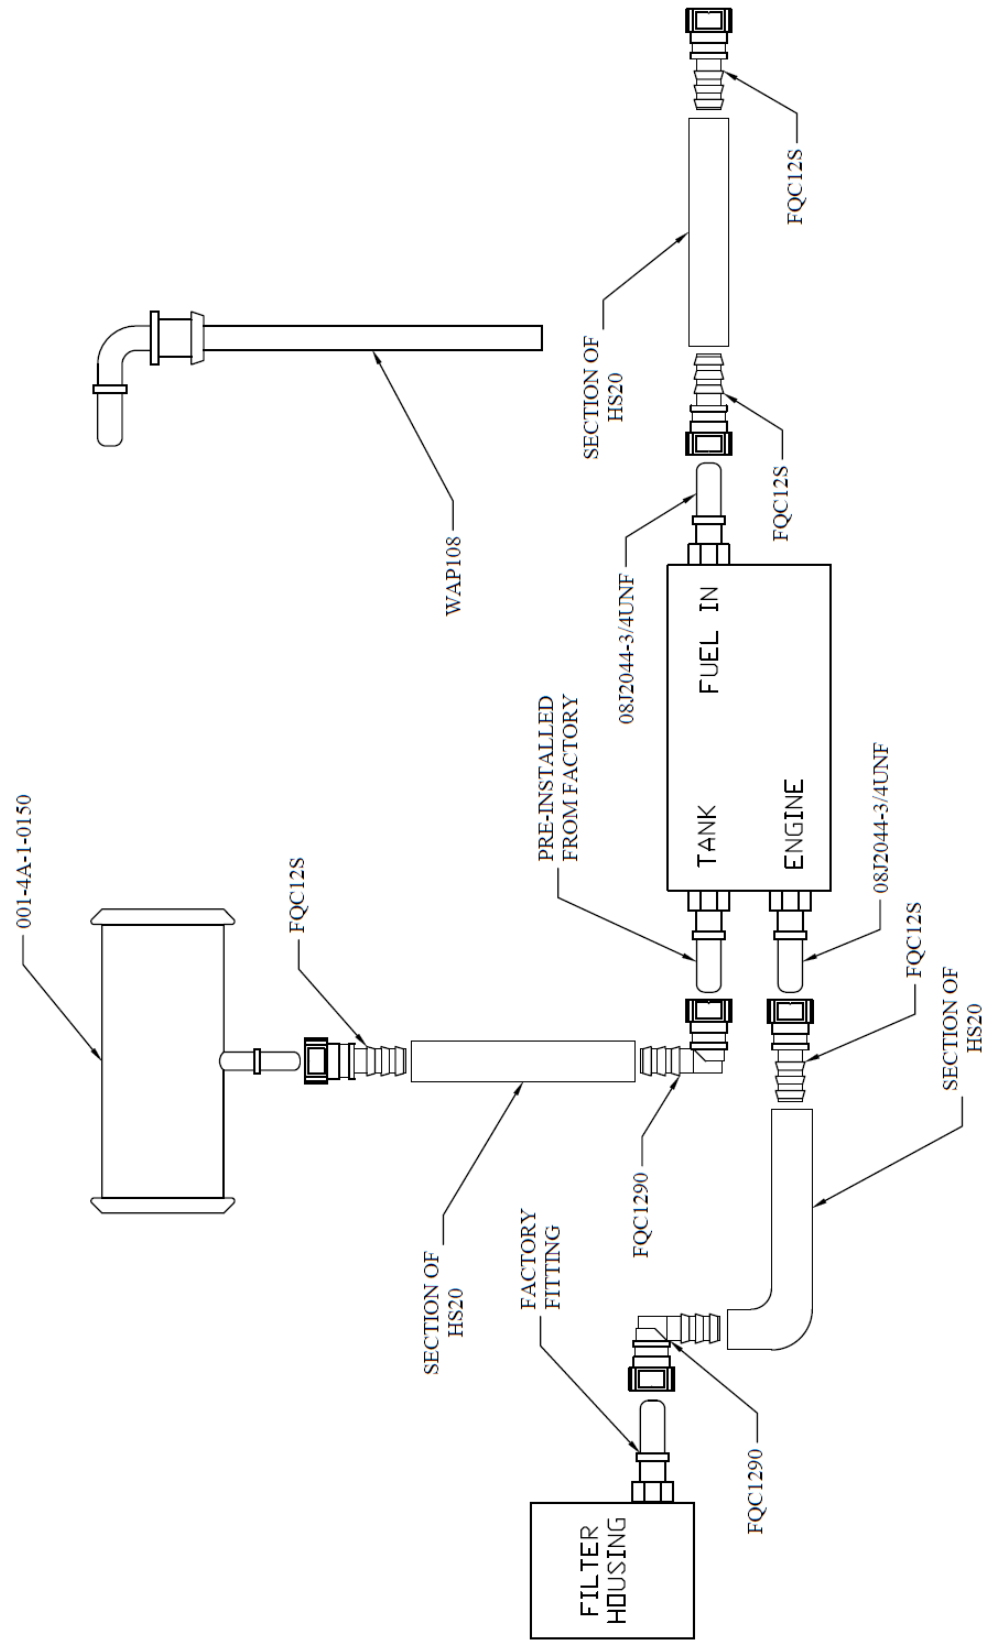 001-4A-1-0150
FQC12S
SECTION OF
HS20
FQC1290
FACTORY
FITTING
FILTER
HOUSING
FQC1290
SECTION OF
HS20
FQC12S
08J2044-3/4UNF
PRE-INSTALLED
FROM FACTORY
TANK
ENGINE
FUEL IN
08J2044-3/4UNF
WAP108
FQC12S
SECTION OF
HS20
FQC12S